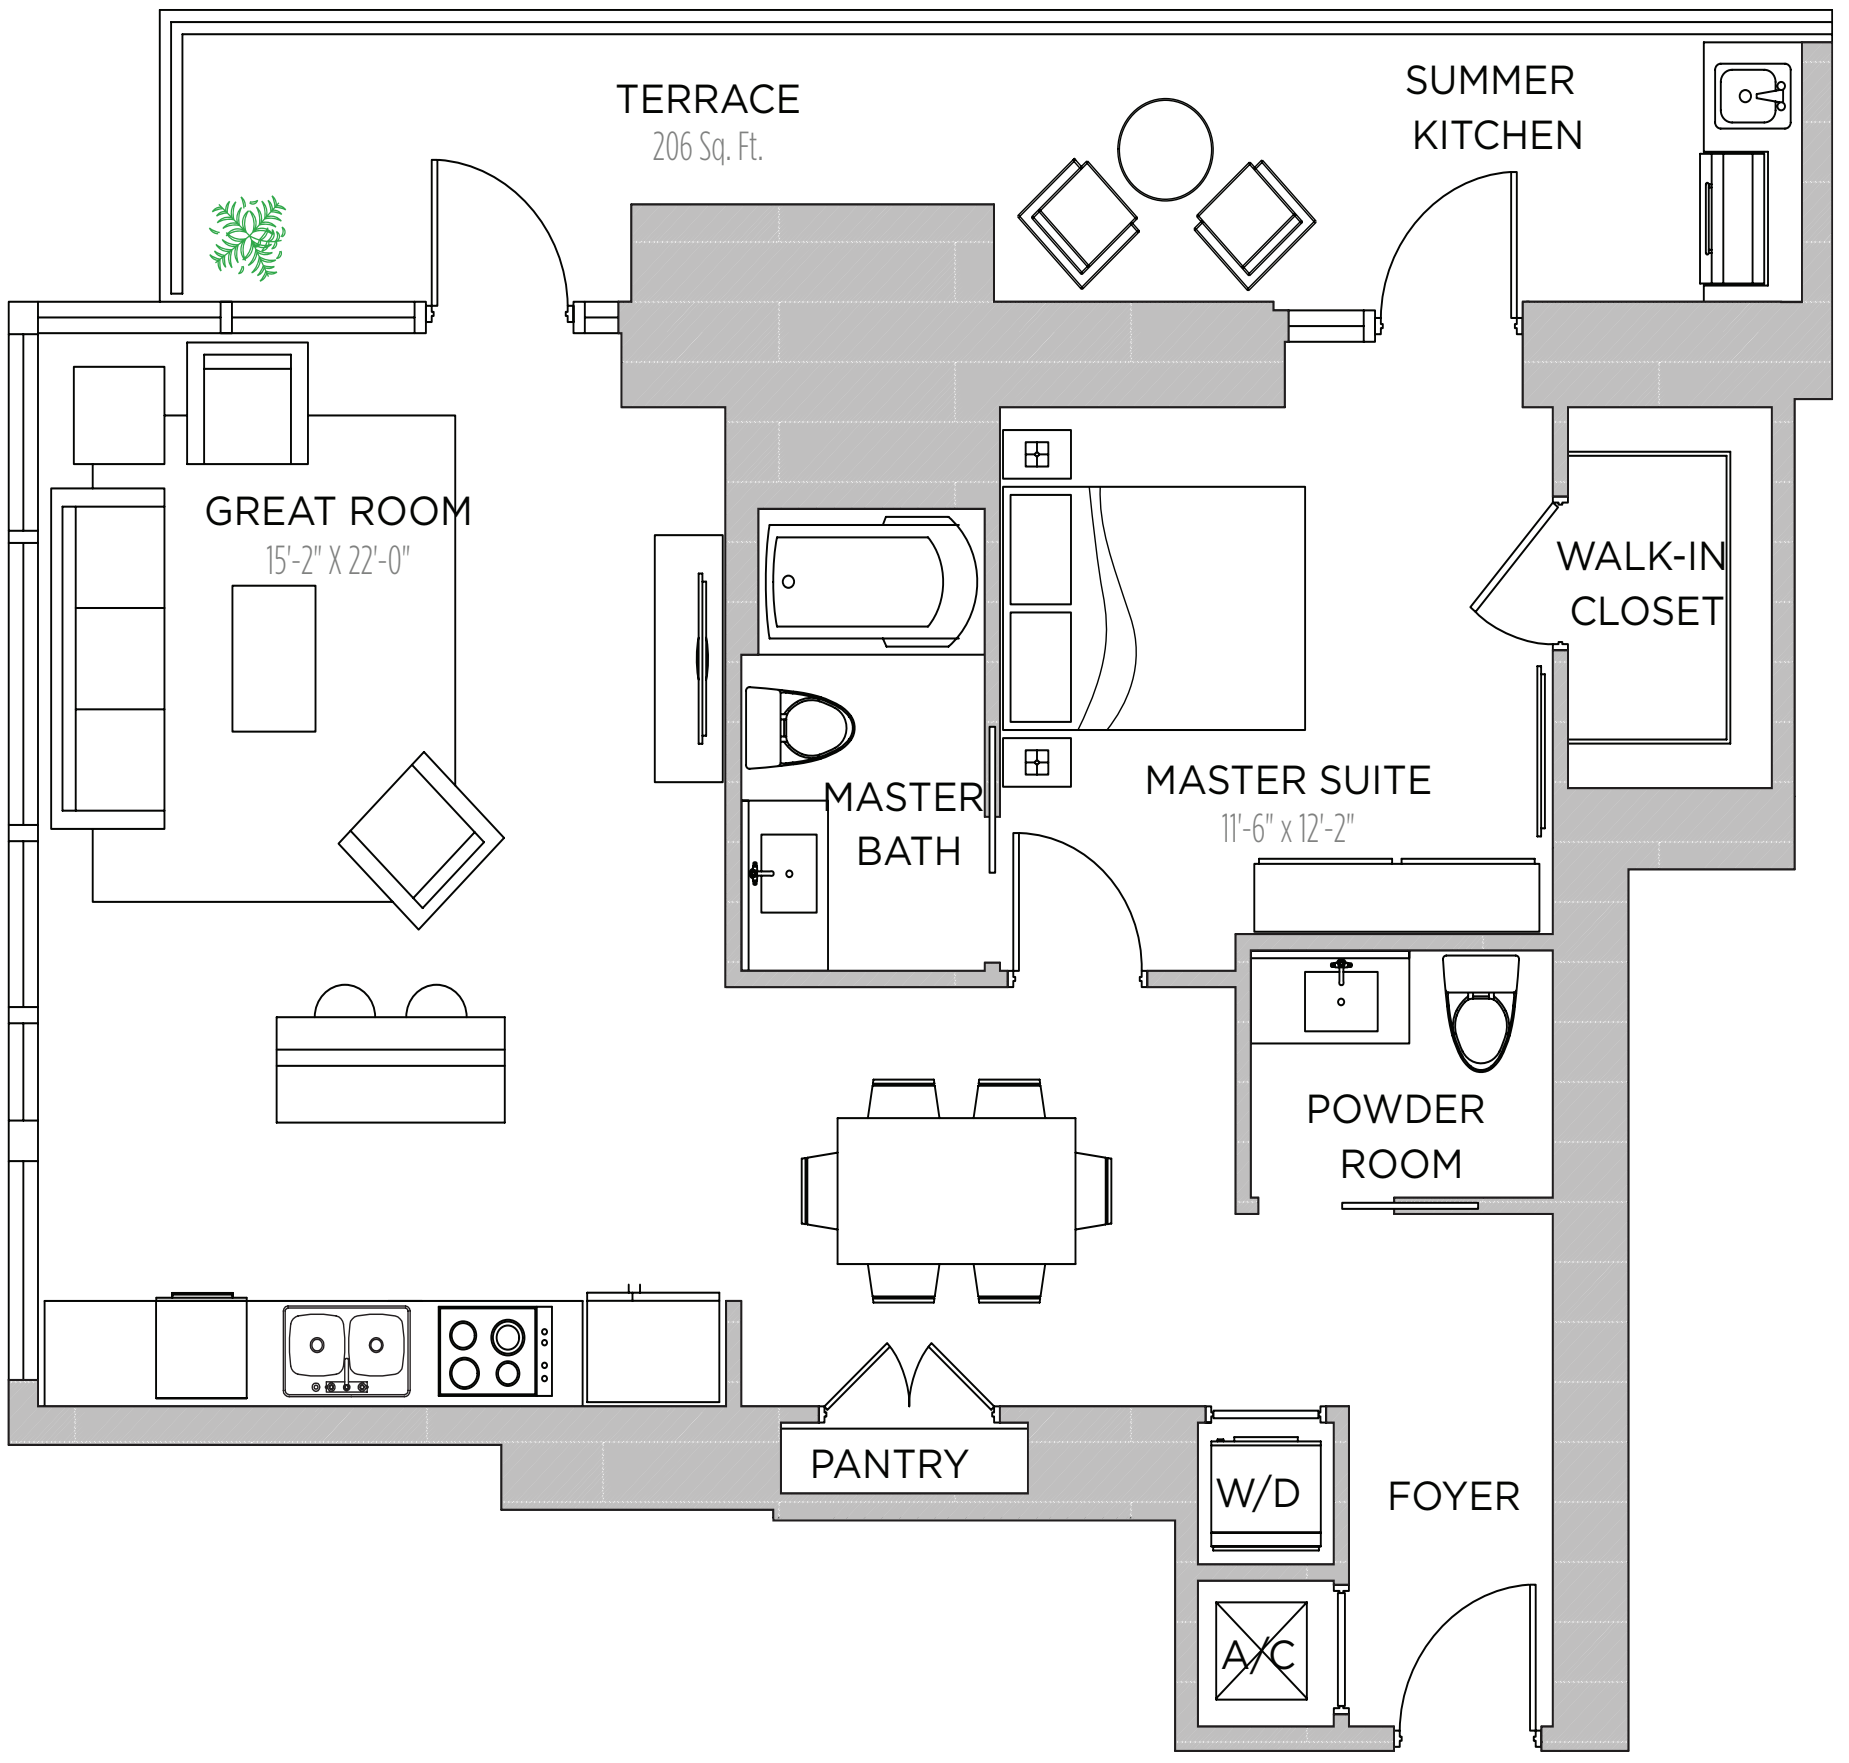 TERRACE
206 Sq. Ft.
SUMMER
KITCHEN
GREAT ROOM
15'-2" X 22'-0"
WALK-IN
CLOSET
MASTER SUITE
11'-6" x 12'-2"
MASTER
BATH
POWDER
ROOM
PANTRY
W/D
FOYER
A/C